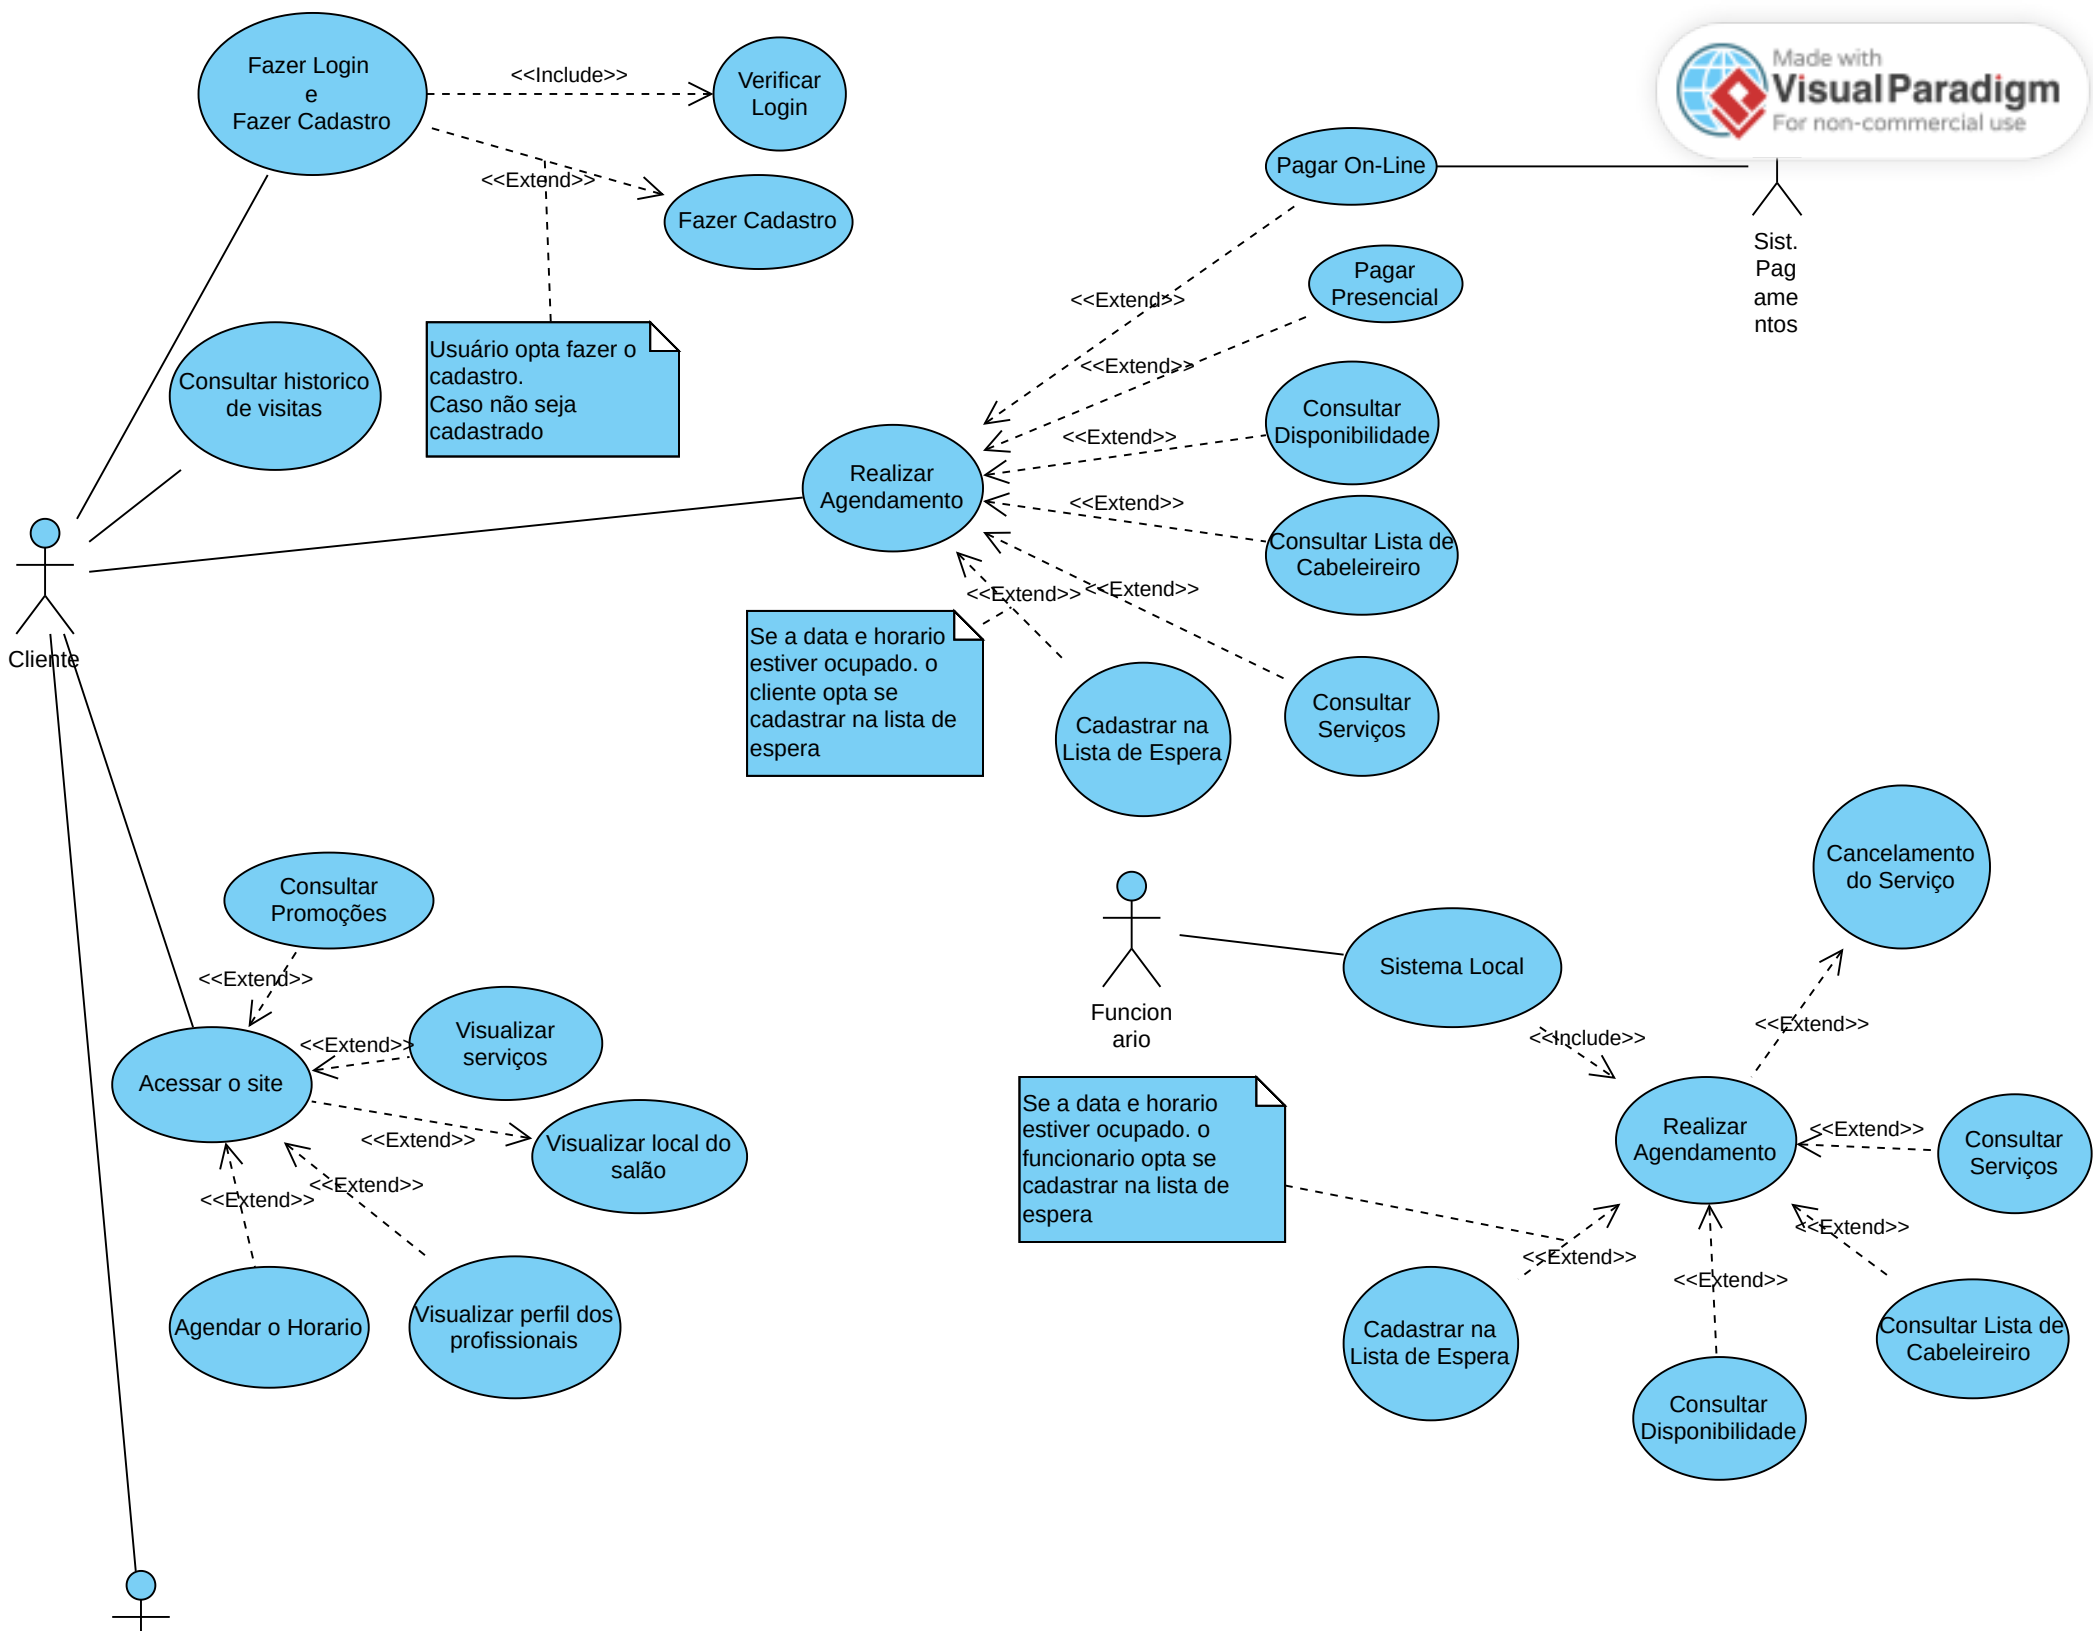 Fazer Login
e
Fazer Cadastro
<<Include>>
Verificar
Login
<<Extend>>
Fazer Cadastro
Usuário opta fazer o
cadastro.
Caso não seja
cadastrado
Consultar historico
de visitas
Cliente
Made with
Visual Paradigm
For non-commercial use
Pagar On-Line
Sist.
Pag
ame
ntos
<<Extend>>
Pagar
Presencial
<<Extend>>
Consultar
Disponibilidade
<<Extend>>
Realizar
Agendamento
<<Extend>>
Consultar Lista de
Cabeleireiro
<<Extend>>
<<Extend>>
Se a data e horario
estiver ocupado. o
cliente opta se
cadastrar na lista de
espera
Cadastrar na
Lista de Espera
Consultar
Serviços
Consultar
Promoções
<<Extend>>
Visualizar
serviços
<<Extend>>
Acessar o site
<<Extend>>
Visualizar local do
salão
<<Extend>>
<<Extend>>
Agendar o Horario
Visualizar perfil dos
profissionais
Funcion
ario
Sistema Local
<<Include>>
Cancelamento
do Serviço
<<Extend>>
Realizar
Agendamento
<<Extend>>
Consultar
Serviços
Se a data e horario
estiver ocupado. o
funcionario opta se
cadastrar na lista de
espera
<<Extend>>
<<Extend>>
<<Extend>>
Cadastrar na
Lista de Espera
Consultar
Disponibilidade
Consultar Lista de
Cabeleireiro